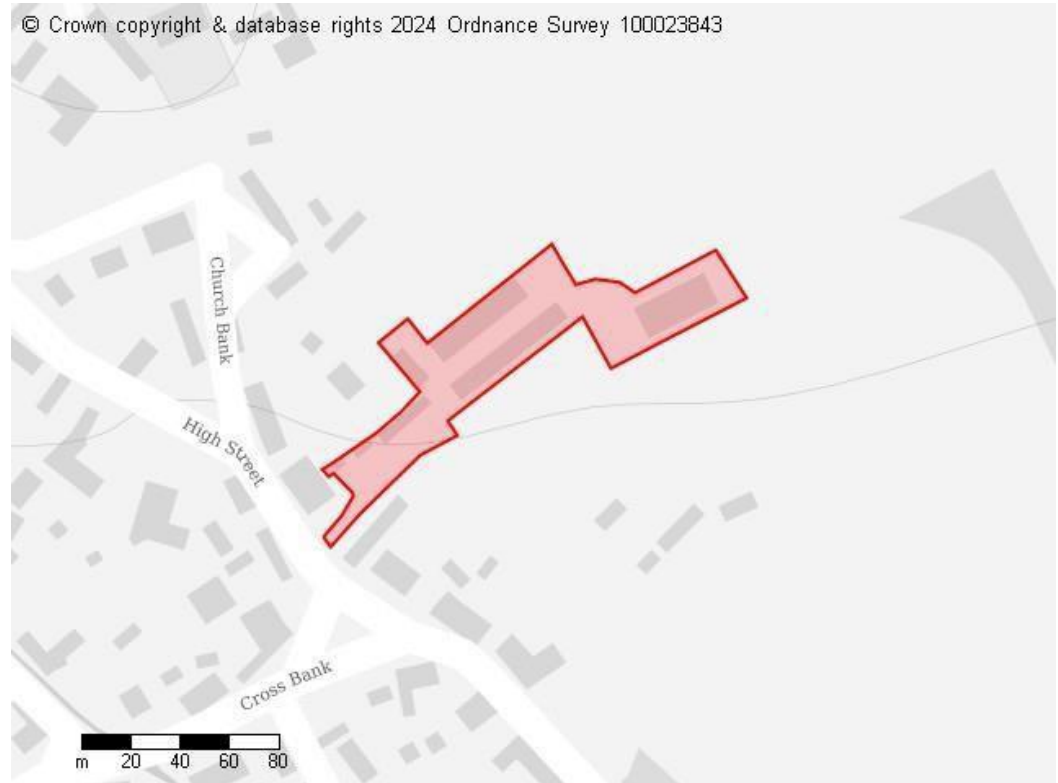 © Crown copyright & database rights 2024 Ordnance Survey 100023843
Church Bank
High Street
Cross Bank
m 20 40 60 80